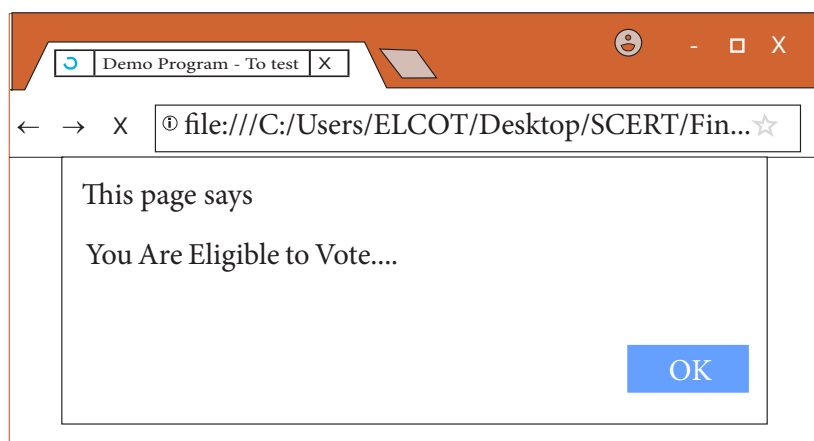 Demo Program - To test X
- X
← → X file:///C:/Users/ELCOT/Desktop/SCERT/Fin...
This page says
You Are Eligible to Vote....
OK